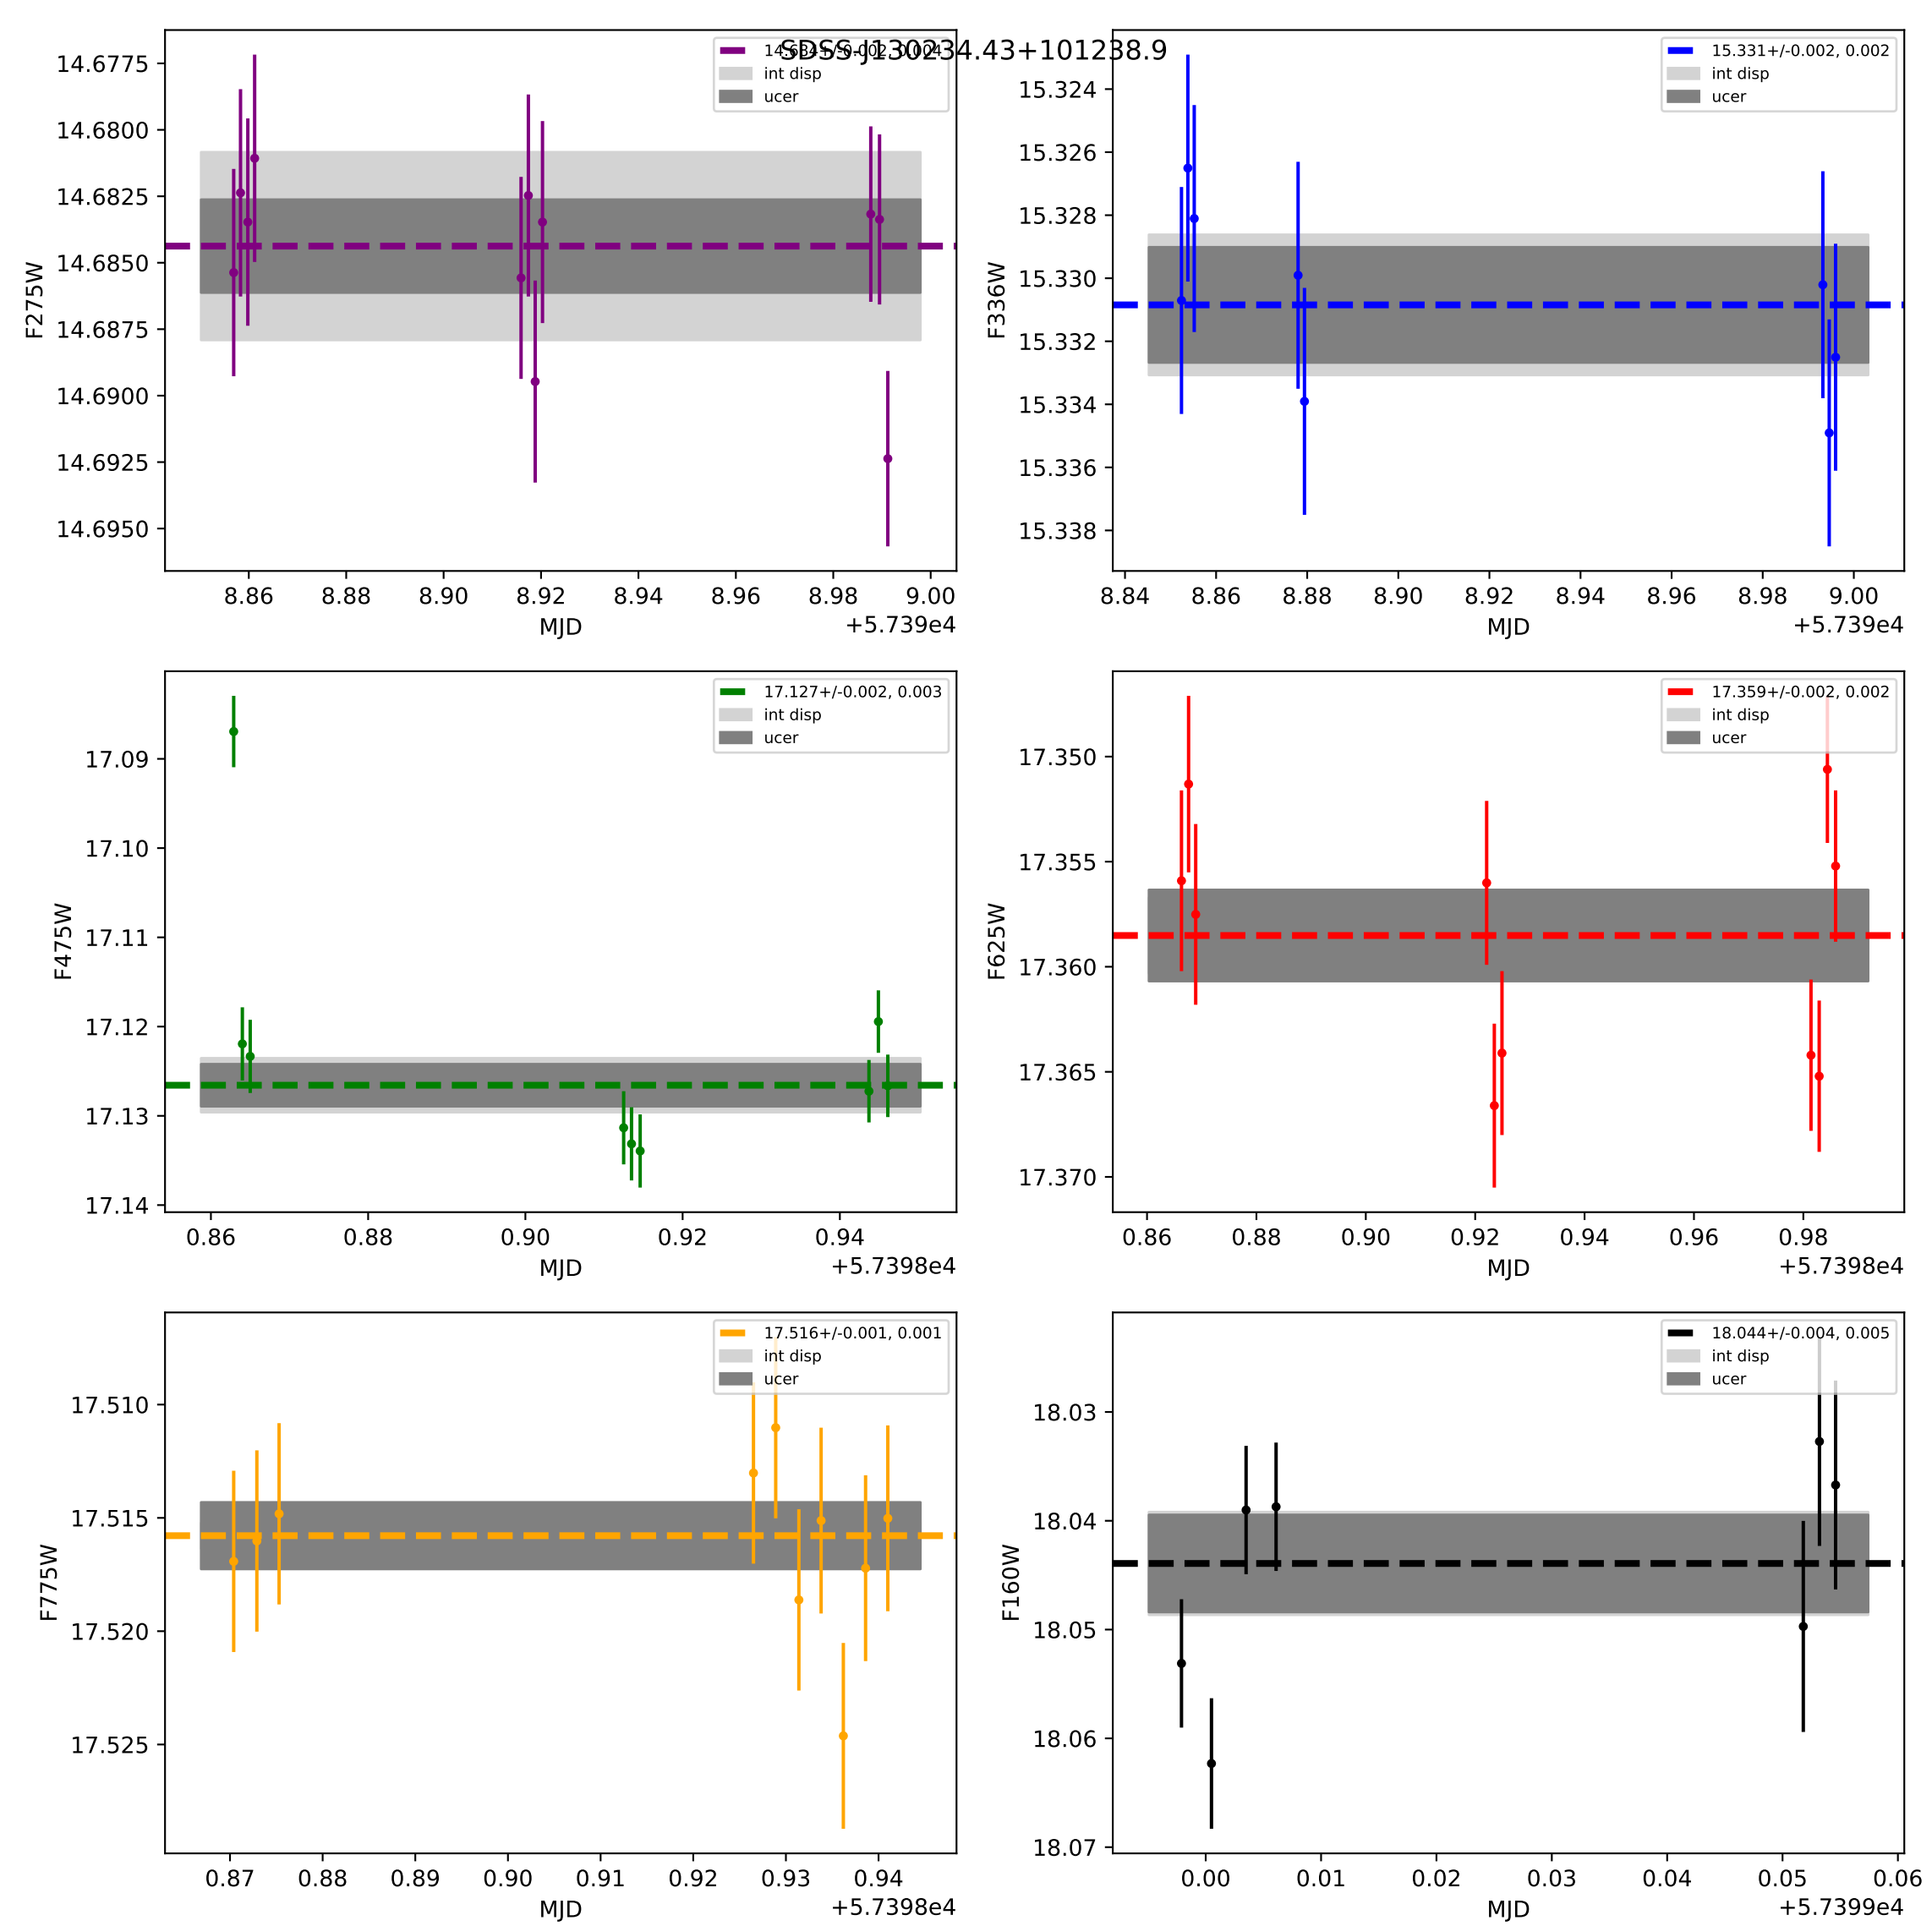 SDSS-J130234.43+101238.9
14.684+/-0.002, 0.004
int disp
ucer
14.6775
14.6800
14.6825
14.6850
14.6875
14.6900
14.6925
14.6950
F275W
8.86 8.88 8.90 8.92 8.94 8.96 8.98 9.00
+5.739e4
MJD
15.331+/-0.002, 0.002
int disp
ucer
15.324
15.326
15.328
15.330
15.332
15.334
15.336
15.338
F336W
8.84 8.86 8.88 8.90 8.92 8.94 8.96 8.98 9.00
+5.739e4
MJD
17.127+/-0.002, 0.003
int disp
ucer
17.09
17.10
17.11
17.12
17.13
17.14
F475W
0.86 0.88 0.90 0.92 0.94
+5.7398e4
MJD
17.359+/-0.002, 0.002
int disp
ucer
17.350
17.355
17.360
17.365
17.370
F625W
0.86 0.88 0.90 0.92 0.94 0.96 0.98
+5.7398e4
MJD
17.516+/-0.001, 0.001
int disp
ucer
17.510
17.515
17.520
17.525
F775W
0.87 0.88 0.89 0.90 0.91 0.92 0.93 0.94
+5.7398e4
MJD
18.044+/-0.004, 0.005
int disp
ucer
18.03
18.04
18.05
18.06
18.07
F160W
0.00 0.01 0.02 0.03 0.04 0.05 0.06
+5.7399e4
MJD